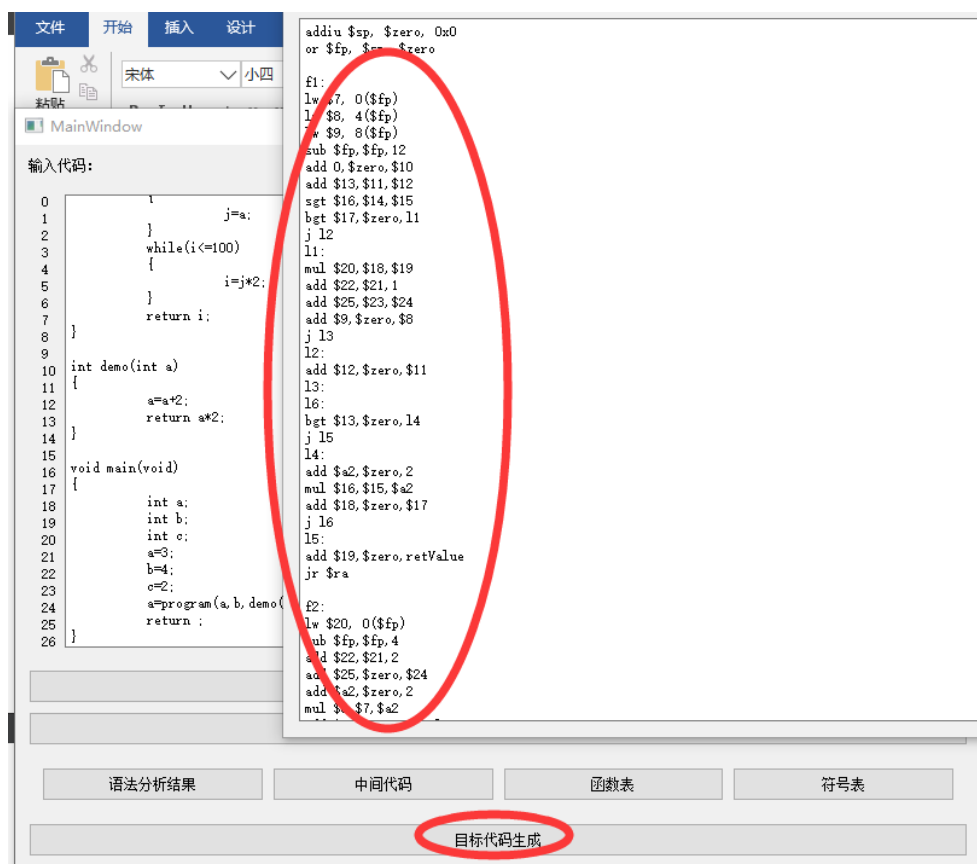 文件 开始 插入 设计
宋体 小四
粘贴
MainWindow
输入代码:
0
1 j=a;
2 }
3 while(i<=100)
4 {
5 i=j*2;
6 }
7 return i;
8 }
9
10 int demo(int a)
11 {
12 a=a+2;
13 return a*2;
14 }
15
16 void main(void)
17 {
18 int a;
19 int b;
20 int c;
21 a=3;
22 b=4;
23 c=2;
24 a=program(a,b,demo(
25 return ;
26 }
addiu $sp, $zero, 0x0
or $fp, $zero
f1:
lw $7, 0($fp)
$8, 4($fp)
lw $9, 8($fp)
sub $fp,$fp,12
add 0,$zero,$10
add $13,$11,$12
sgt $16,$14,$15
bgt $17,$zero,l1
j l2
l1:
mul $20,$18,$19
add $22,$21,1
add $25,$23,$24
add $9,$zero,$8
j l3
l2:
add $12,$zero,$11
l3:
l6:
bgt $13,$zero,l4
j l5
l4:
add $a2,$zero,2
mul $16,$15,$a2
add $18,$zero,$17
j l6
l5:
add $19,$zero,retValue
jr $ra
f2:
lw $20, 0($fp)
sub $fp,$fp,4
add $22,$21,2
add $25,$zero,$24
add $a2,$zero,2
mul $7,$a2
语法分析结果 中间代码 函数表 符号表
目标代码生成